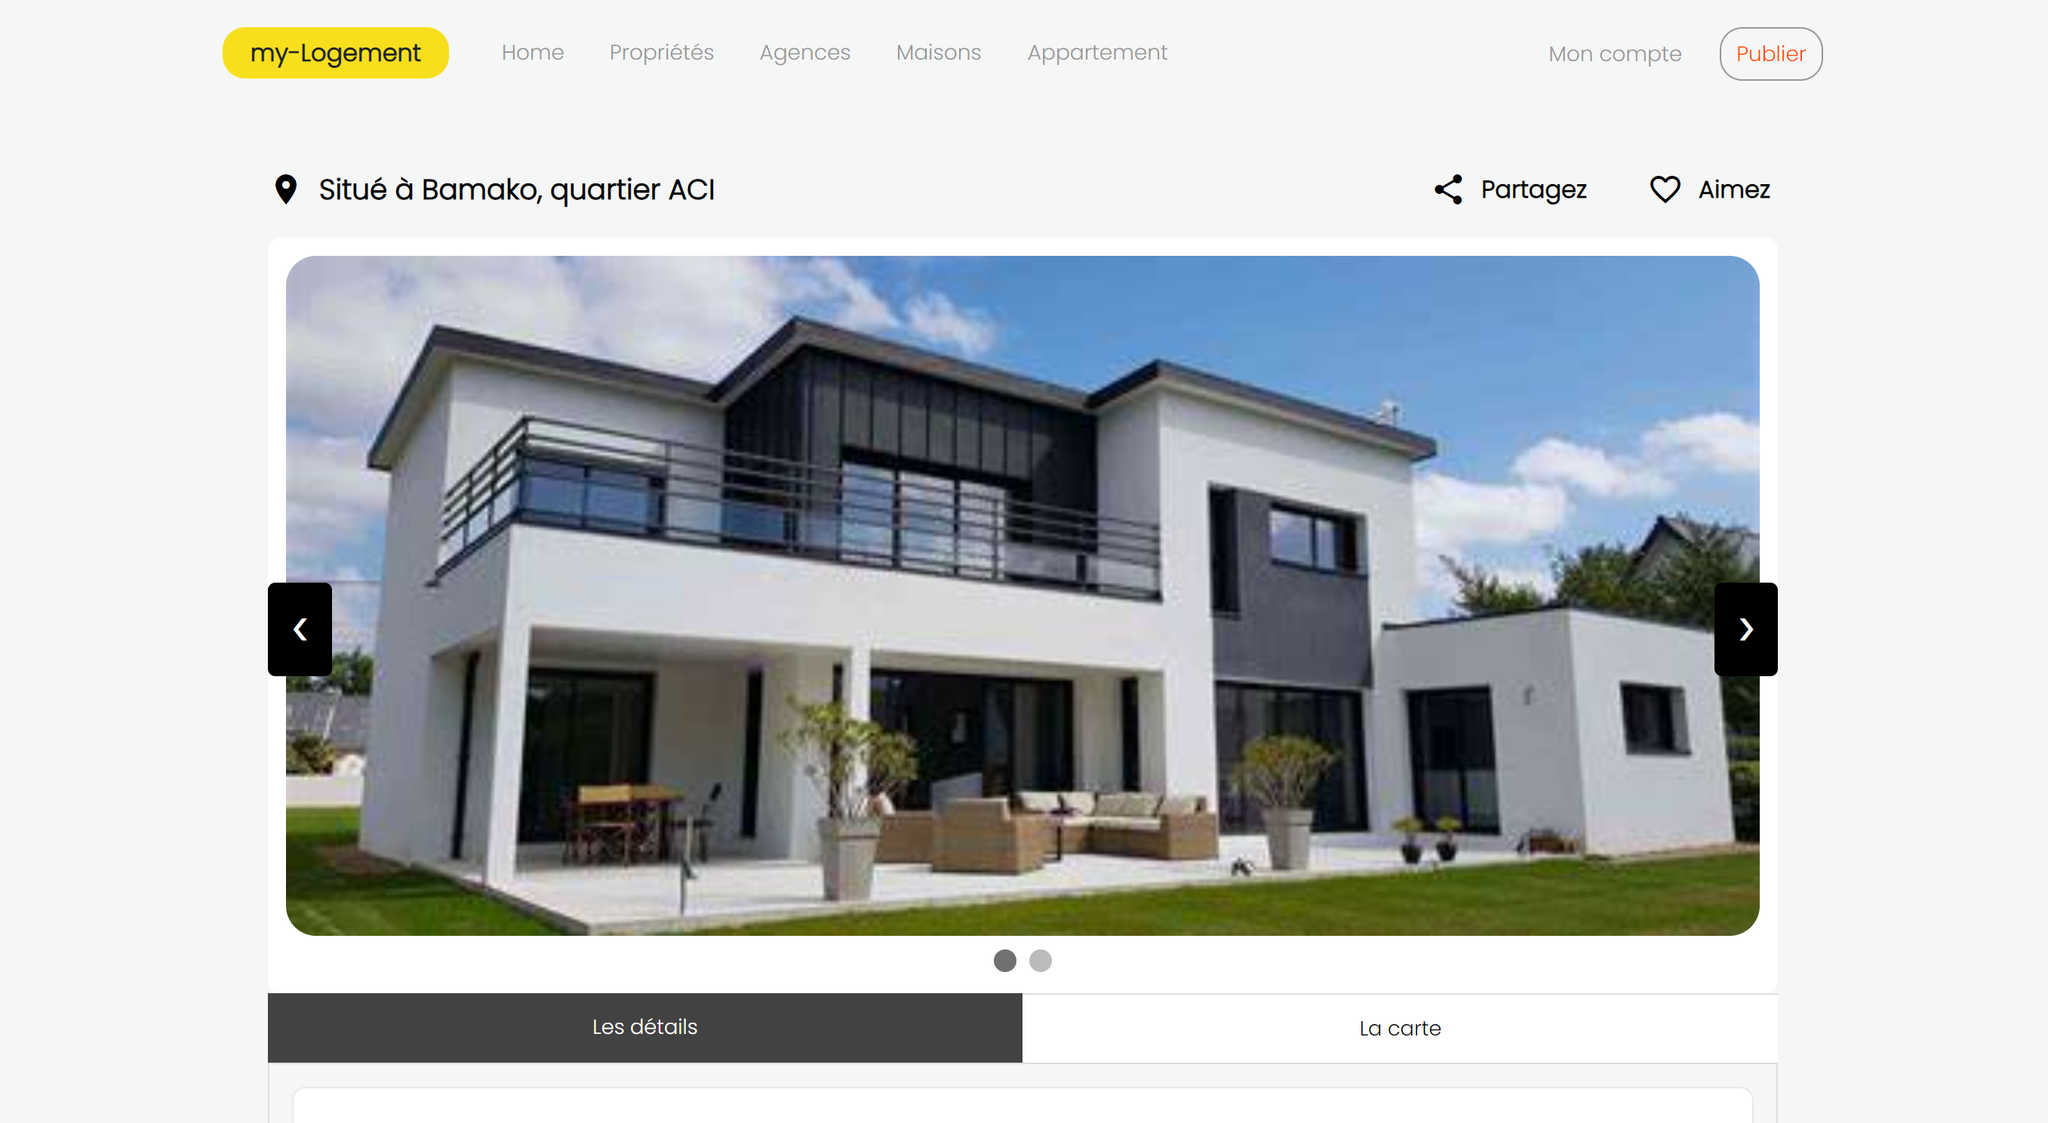 my-Logement
Home
Propriétés
Agences
Maisons
Appartement
Mon compte
Publier
Situé à Bamako, quartier ACI
Partagez
Aimez
❮
❯
Les détails
La carte